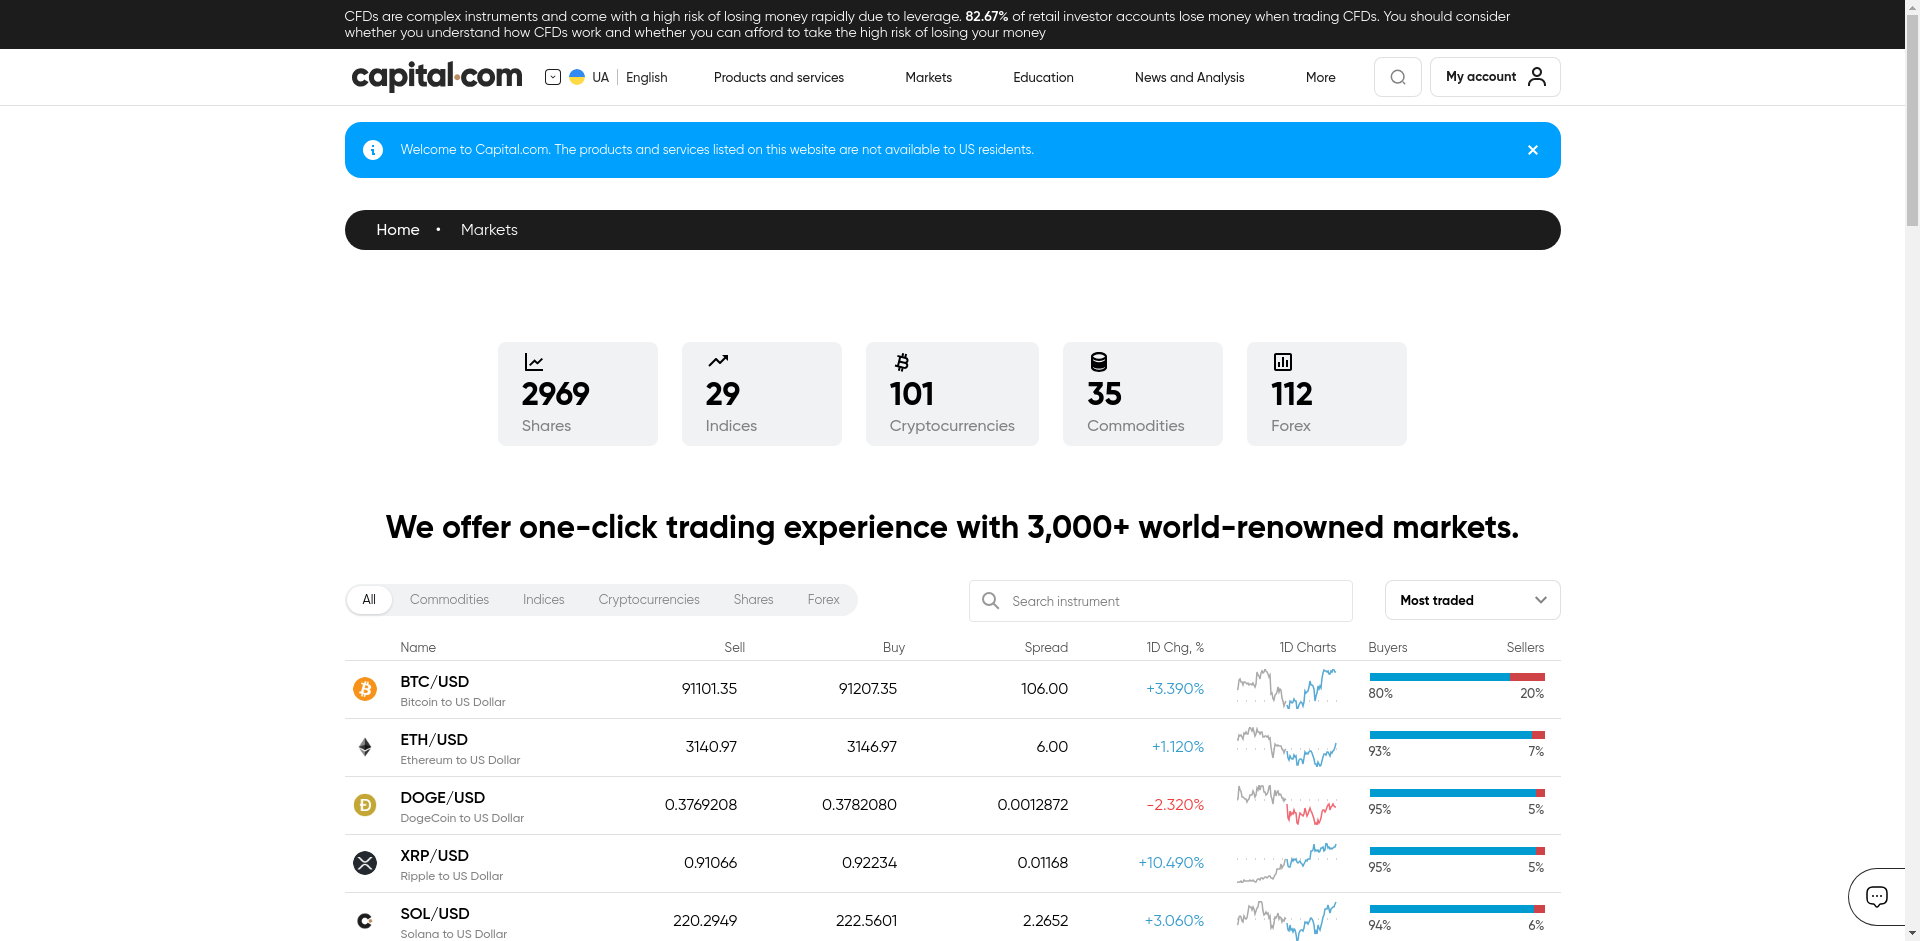 CFDs are complex instruments and come with a high risk of losing money rapidly due to leverage. 82.67% of retail investor accounts lose money when trading CFDs. You should consider
whether you understand how CFDs work and whether you can afford to take the high risk of losing your money
capital.com UA English Products and services Markets Education News and Analysis More My account
Welcome to Capital.com. The products and services listed on this website are not available to US residents.
Home • Markets
2969 29 101 35 112
Shares Indices Cryptocurrencies Commodities Forex
We offer one-click trading experience with 3,000+ world-renowned markets.
All Commodities Indices Cryptocurrencies Shares Forex Search instrument Most traded
Name Sell Buy Spread 1D Chg, % 1D Charts Buyers Sellers
BTC/USD 91101.35 91207.35 106.00 +3.390% 80% 20%
Bitcoin to US Dollar
ETH/USD 3140.97 3146.97 6.00 +1.120% 93% 7%
Ethereum to US Dollar
DOGE/USD 0.3769208 0.3782080 0.0012872 -2.320% 95% 5%
DogeCoin to US Dollar
XRP/USD 0.91066 0.92234 0.01168 +10.490% 95% 5%
Ripple to US Dollar
SOL/USD 220.2949 222.5601 2.2652 +3.060% 94% 6%
Solana to US Dollar